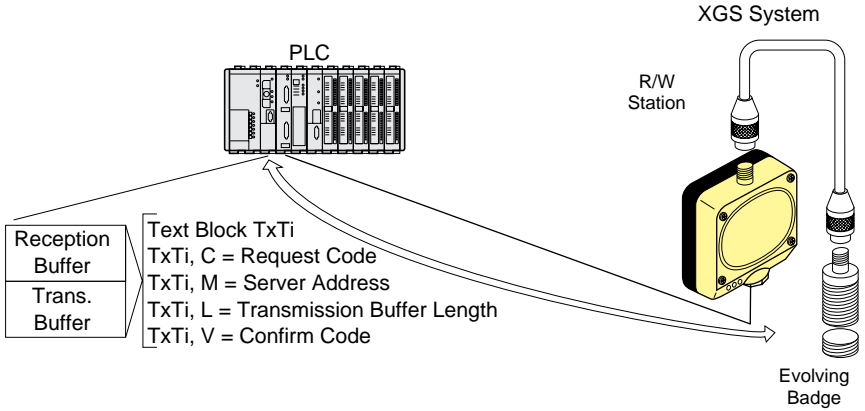 XGS System
PLC
R/W
Station
Reception
Buffer
Trans.
Buffer
Text Block TxTi
TxTi, C = Request Code
TxTi, M = Server Address
TxTi, L = Transmission Buffer Length
TxTi, V = Confirm Code
Evolving
Badge